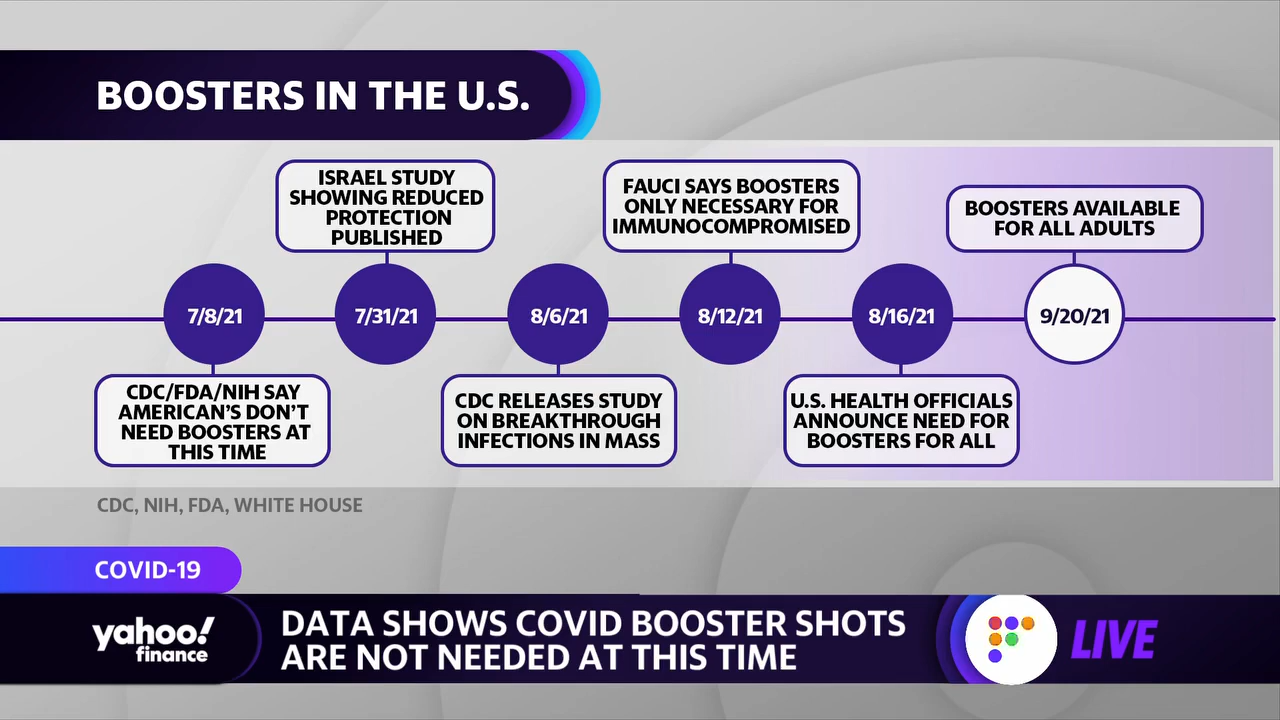 BOOSTERS IN THE U.S.
ISRAEL STUDY
SHOWING REDUCED
PROTECTION
PUBLISHED
FAUCI SAYS BOOSTERS
ONLY NECESSARY FOR
IMMUNOCOMPROMISED
BOOSTERS AVAILABLE
FOR ALL ADULTS
7/8/21
7/31/21
8/6/21
8/12/21
8/16/21
9/20/21
CDC/FDA/NIH SAY
AMERICAN'S DON'T
NEED BOOSTERS AT
THIS TIME
CDC RELEASES STUDY
ON BREAKTHROUGH
INFECTIONS IN MASS
U.S. HEALTH OFFICIALS
ANNOUNCE NEED FOR
BOOSTERS FOR ALL
CDC, NIH, FDA, WHITE HOUSE
COVID-19
yahoo!
finance
DATA SHOWS COVID BOOSTER SHOTS
ARE NOT NEEDED AT THIS TIME
LIVE